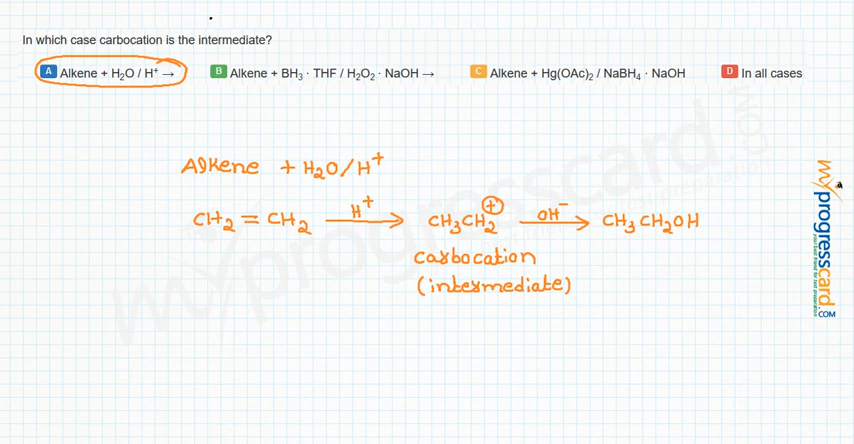 In which case carbocation is the intermediate?
A Alkene + H₂O / H⁺ →
B Alkene + BH₃ · THF / H₂O₂ · NaOH →
C Alkene + Hg(OAc)₂ / NaBH₄ · NaOH
D In all cases
Alkene + H₂O/H⁺
CH₂ = CH₂ —H⁺→ CH₃CH₂⊕ —OH⁻→ CH₃CH₂OH
carbocation
(intermediate)
myprogresscard
.COM
myprogresscard